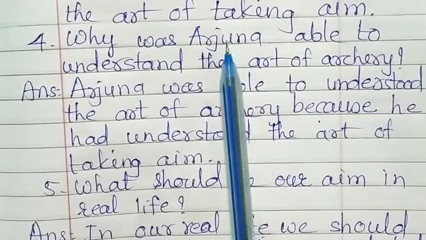 the art of taking aim.
4. Why was Arjuna able to
understand the art of archery?
Ans: Arjuna was able to understood
the art of archery because he
had understood the art of
taking aim.
5. What should our aim in
real life?
Ans: In our real we should